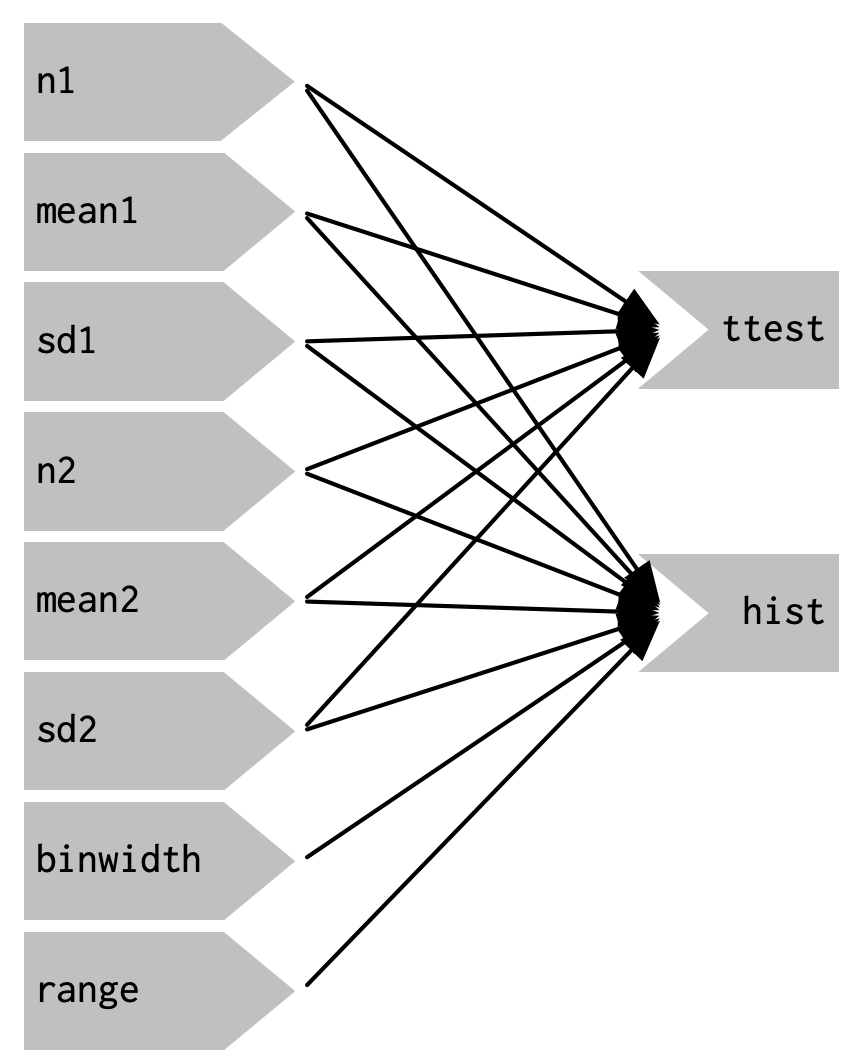 n1
mean1
sd1
n2
mean2
sd2
binwidth
range
ttest
hist